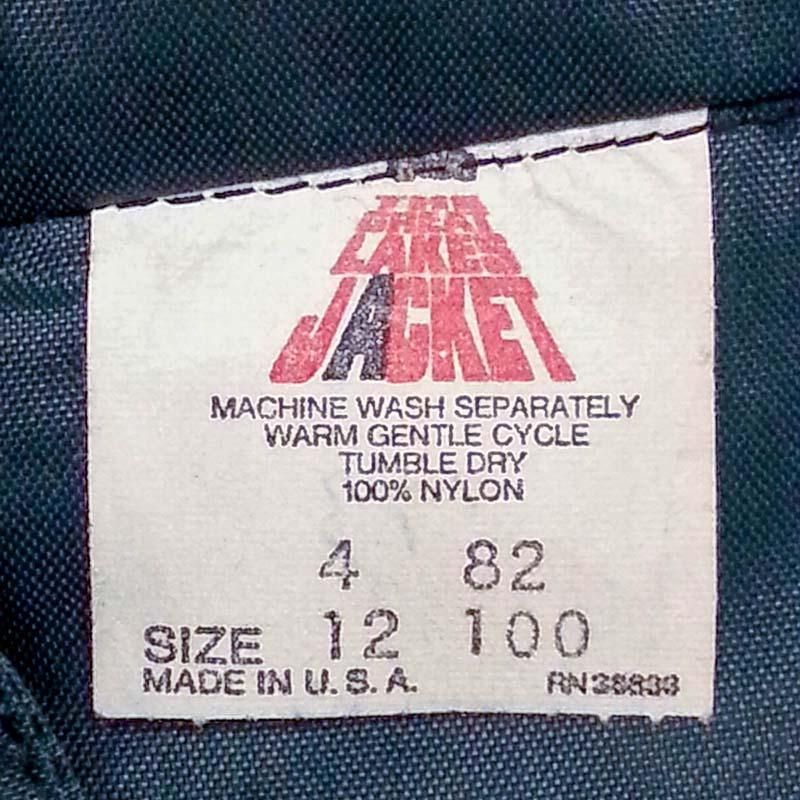 THE
GREAT
LAKES
JACKET
MACHINE WASH SEPARATELY
WARM GENTLE CYCLE
TUMBLE DRY
100% NYLON
4 82
SIZE 12 100
MADE IN U.S.A.